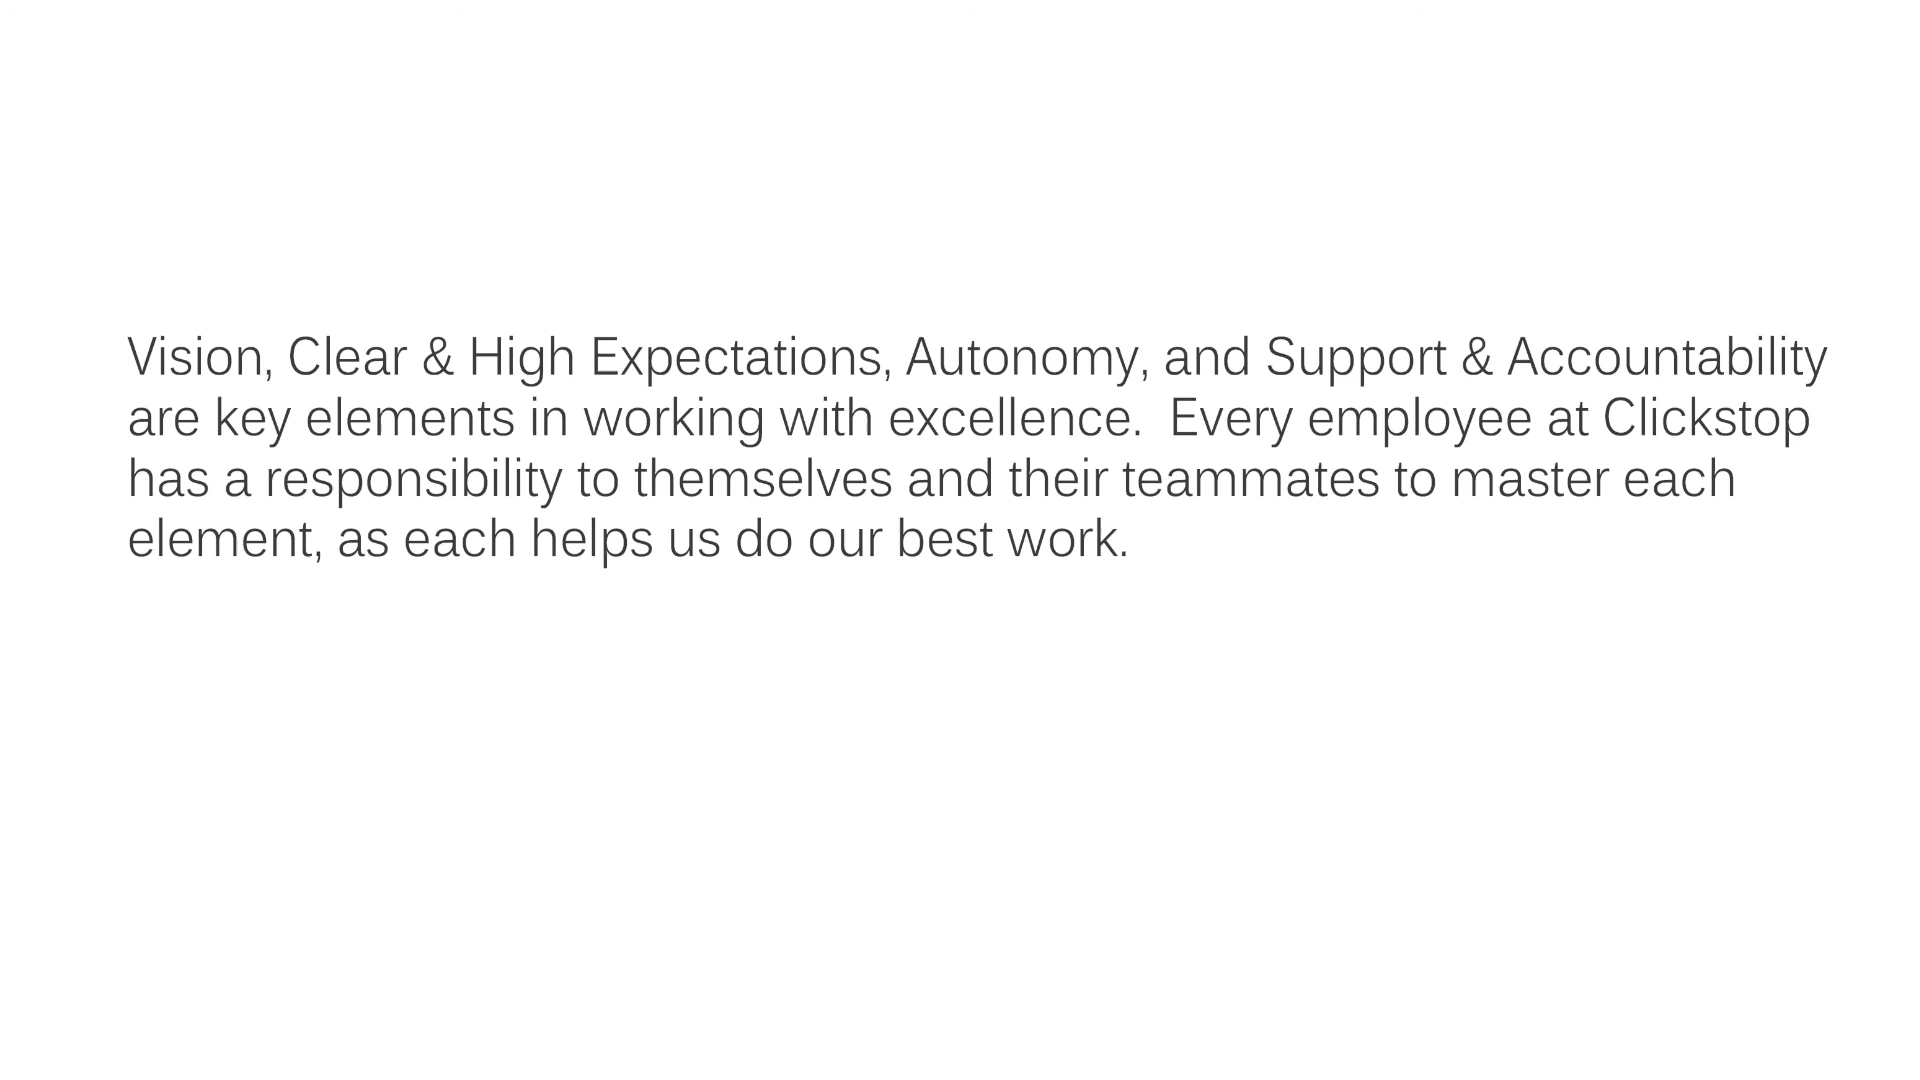 Vision, Clear & High Expectations, Autonomy, and Support & Accountability
are key elements in working with excellence.  Every employee at Clickstop
has a responsibility to themselves and their teammates to master each
element, as each helps us do our best work.